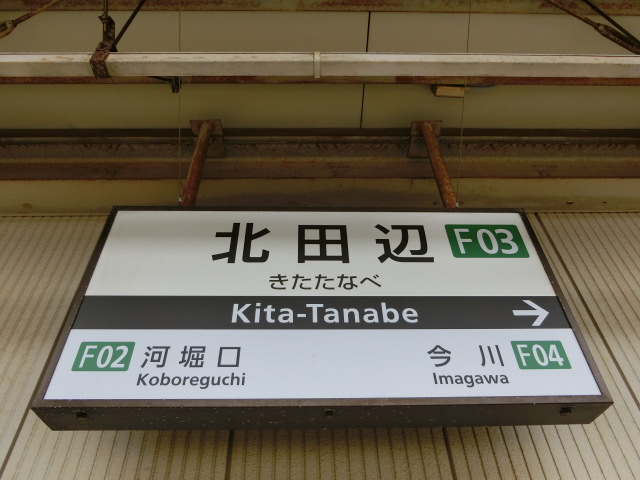 北田辺 F03
きたたなべ
Kita-Tanabe
F02 河堀口 今川 F04
Koboreguchi Imagawa